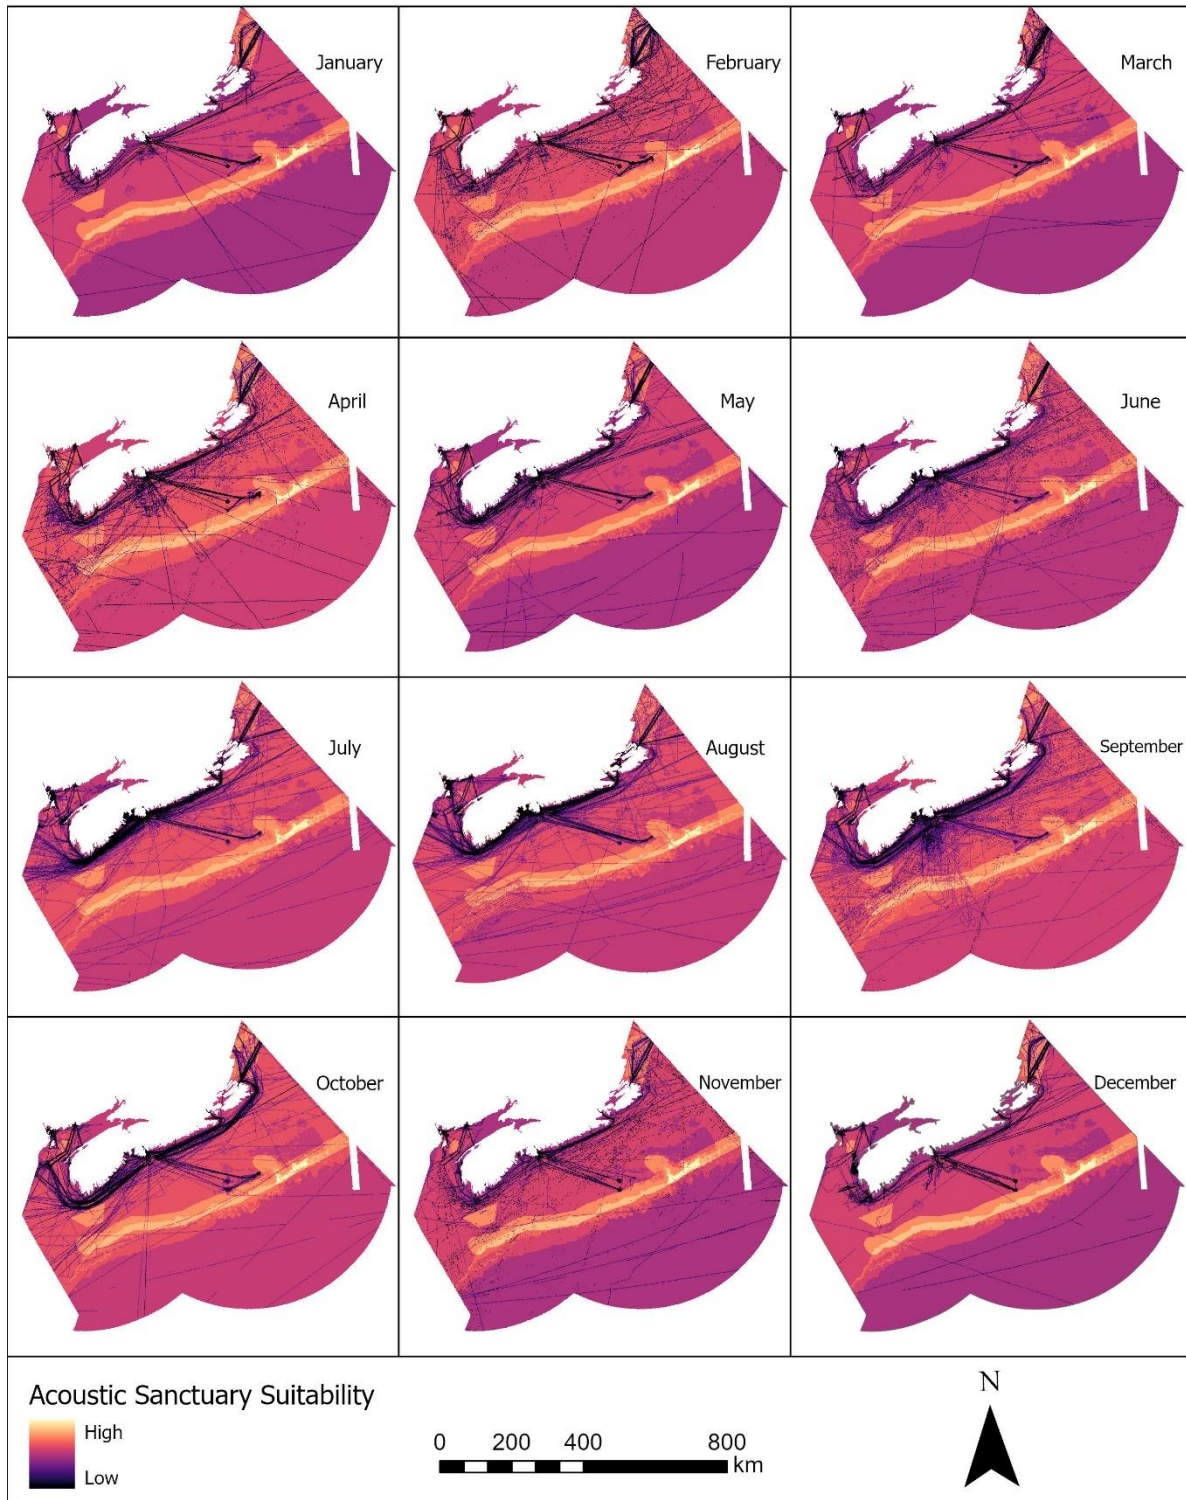 January
February
March
April
May
June
July
August
September
October
November
December
Acoustic Sanctuary Suitability
High
Low
0 200 400 800
km
N